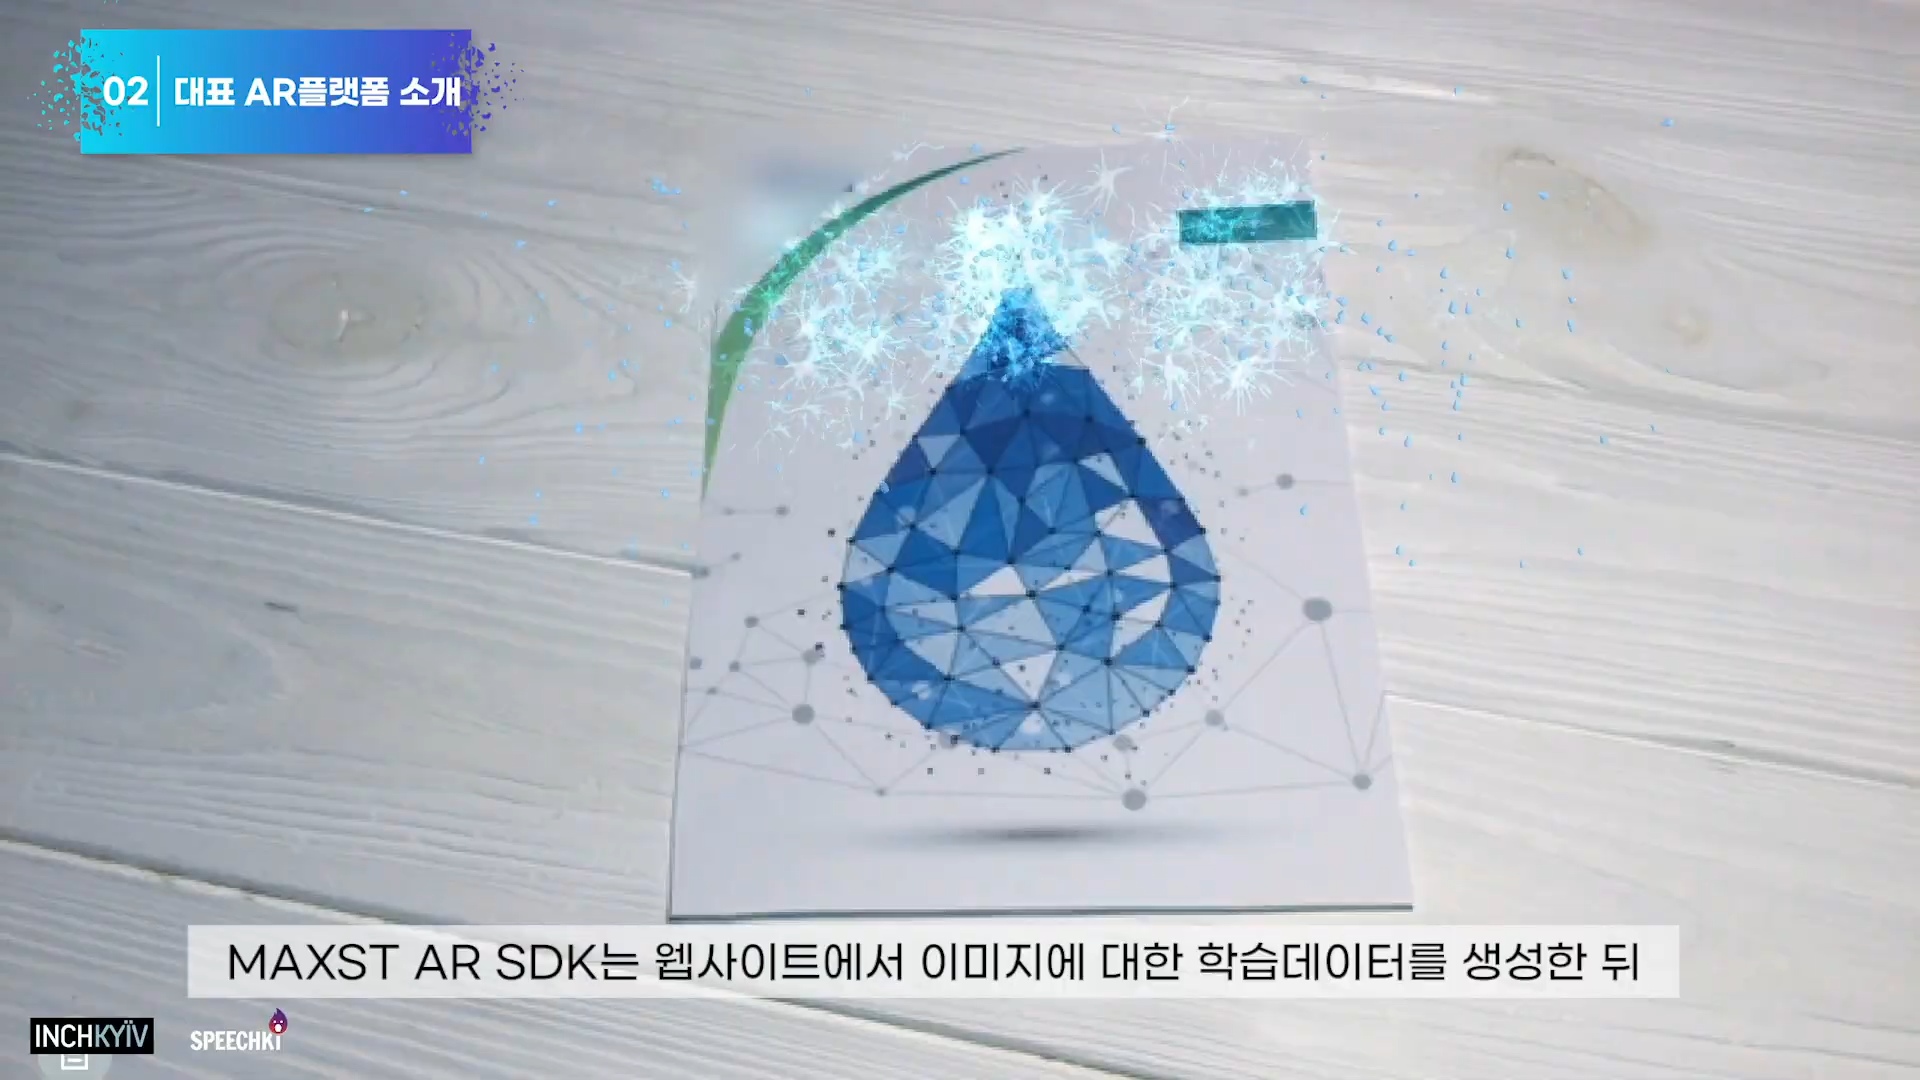 02 대표 AR플랫폼 소개
MAXST AR SDK는 웹사이트에서 이미지에 대한 학습데이터를 생성한 뒤
INCHKYÏV
SPEECHKI